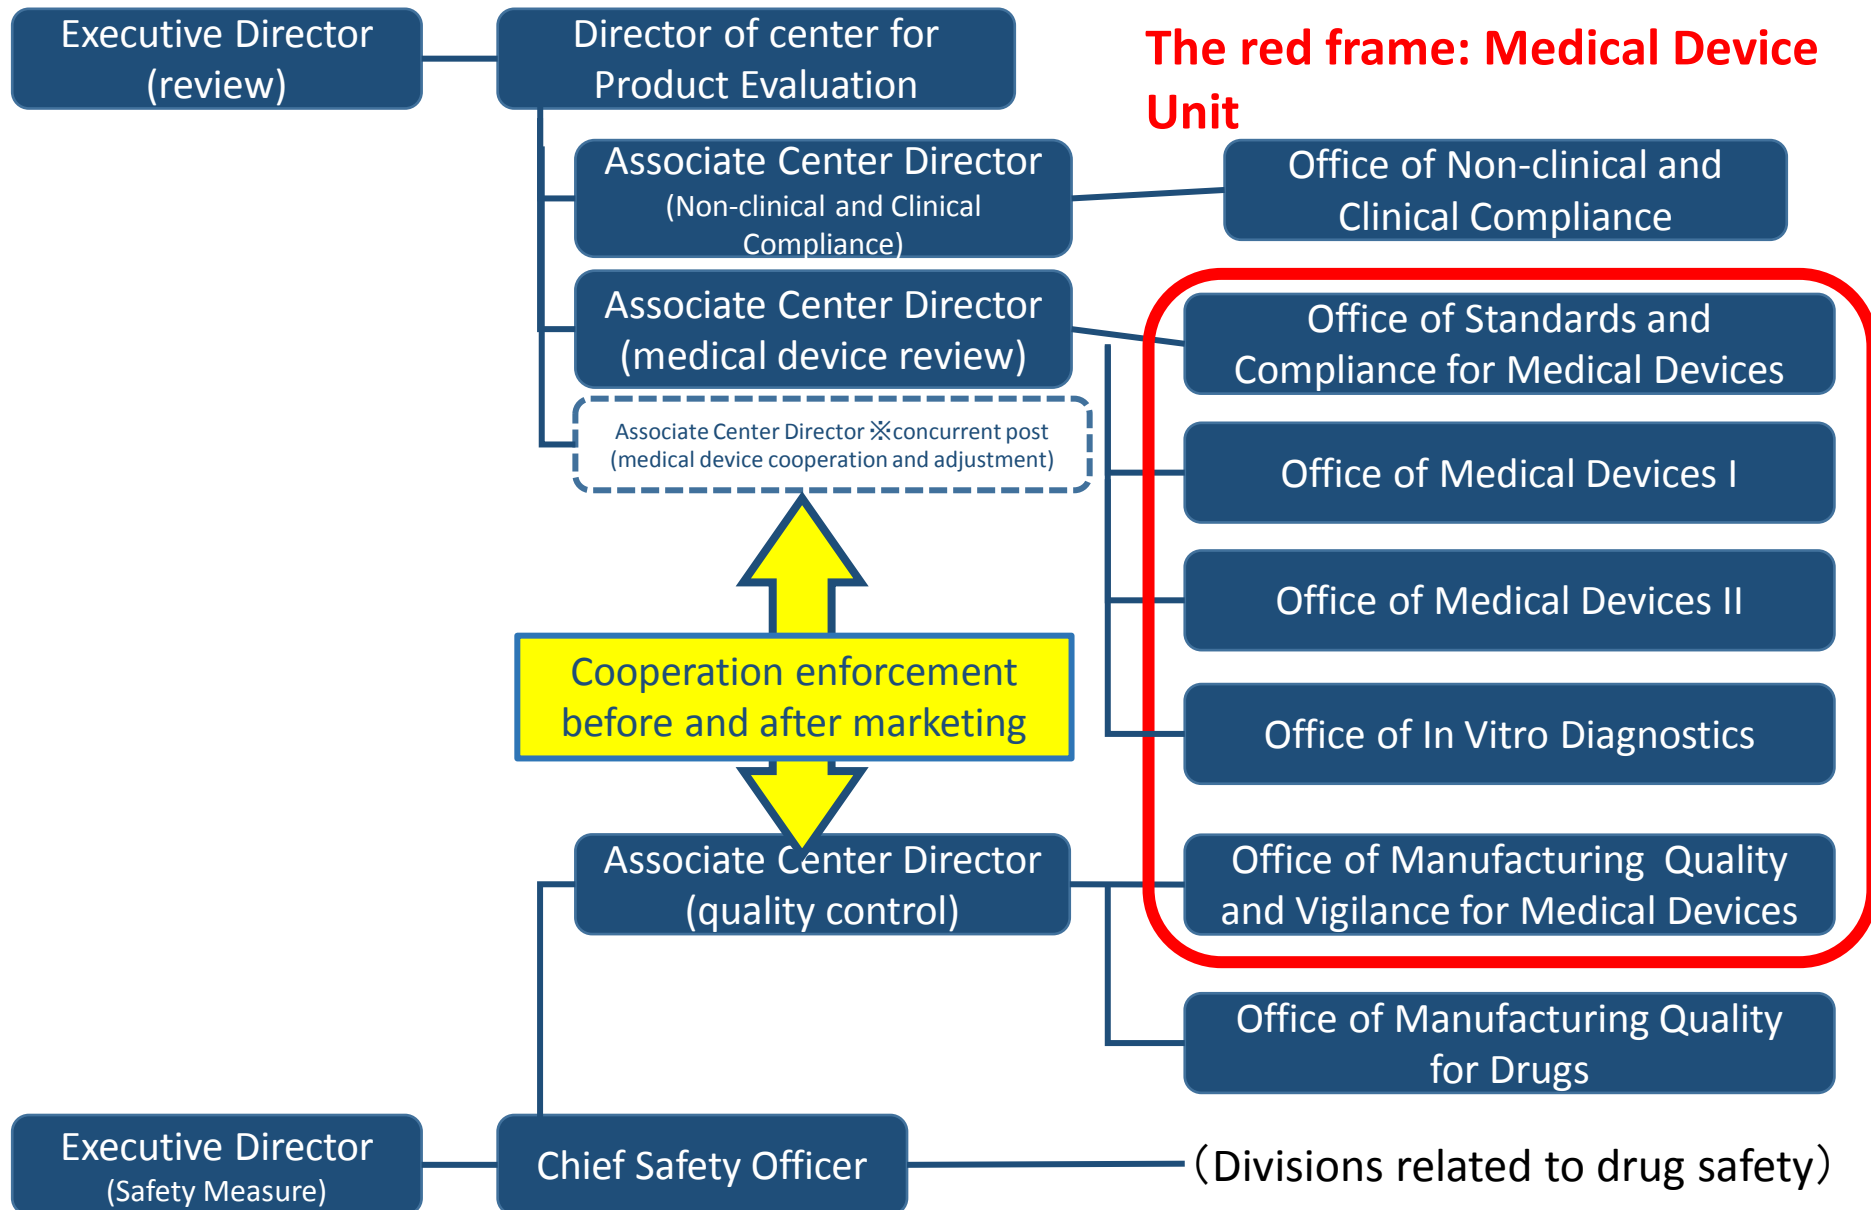 Executive Director
(review)
Director of center for
Product Evaluation
The red frame: Medical Device
Unit
Associate Center Director
(Non-clinical and Clinical
Compliance)
Office of Non-clinical and
Clinical Compliance
Associate Center Director
(medical device review)
Office of Standards and
Compliance for Medical Devices
Associate Center Director ※concurrent post
(medical device cooperation and adjustment)
Office of Medical Devices I
Office of Medical Devices II
Cooperation enforcement
before and after marketing
Office of In Vitro Diagnostics
Associate Center Director
(quality control)
Office of Manufacturing Quality
and Vigilance for Medical Devices
Office of Manufacturing Quality
for Drugs
Executive Director
(Safety Measure)
Chief Safety Officer
（Divisions related to drug safety）